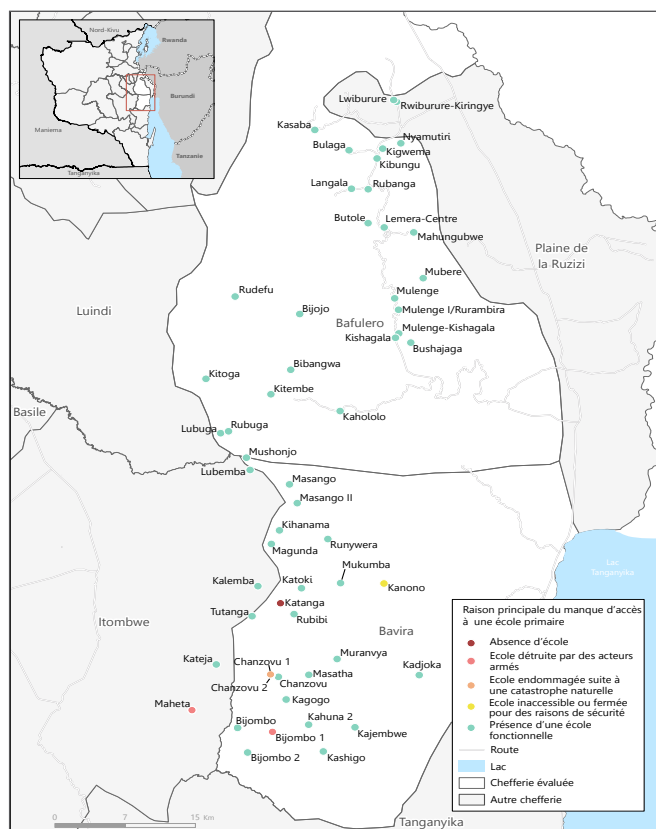 Nord-Kivu
Rwanda
Burundi
Maniema
Tanzanie
Tanganyika
Lwiburure
Rwiburure-Kiringye
Kasaba
Nyamutiri
Bulaga
Kigwema
Kibungu
Langala
Rubanga
Butole
Lemera-Centre
Mahungubwe
Plaine de
la Ruzizi
Mubere
Rudefu
Mulenge
Luindi
Bijojo
Mulenge I/Rurambira
Bafulero
Mulenge-Kishagala
Kishagala
Bushajaga
Bibangwa
Kitoga
Kitembe
Basile
Kahololo
Rubuga
Lubuga
Mushonjo
Lubemba
Masango
Masango II
Kihanama
Runywera
Magunda
Mukumba
Lac
Tanganyika
Kalemba
Katoki
Kanono
Katanga
Tutanga
Rubibi
Itombwe
Bavira
Muranvya
Kateja
Chanzovu 1
Masatha
Kadjoka
Chanzovu
Chanzovu 2
Maheta
Kagogo
Bijombo
Kahuna 2
Kajembwe
Bijombo 1
Bijombo 2
Kashigo
Tanganyika
Raison principale du manque d'accès
à une école primaire
Absence d'école
Ecole détruite par des acteurs
armés
Ecole endommagée suite à
une catastrophe naturelle
Ecole inaccessible ou fermée
pour des raisons de sécurité
Présence d'une école
fonctionnelle
Route
Lac
Chefferie évaluée
Autre chefferie
0 7 15 Km